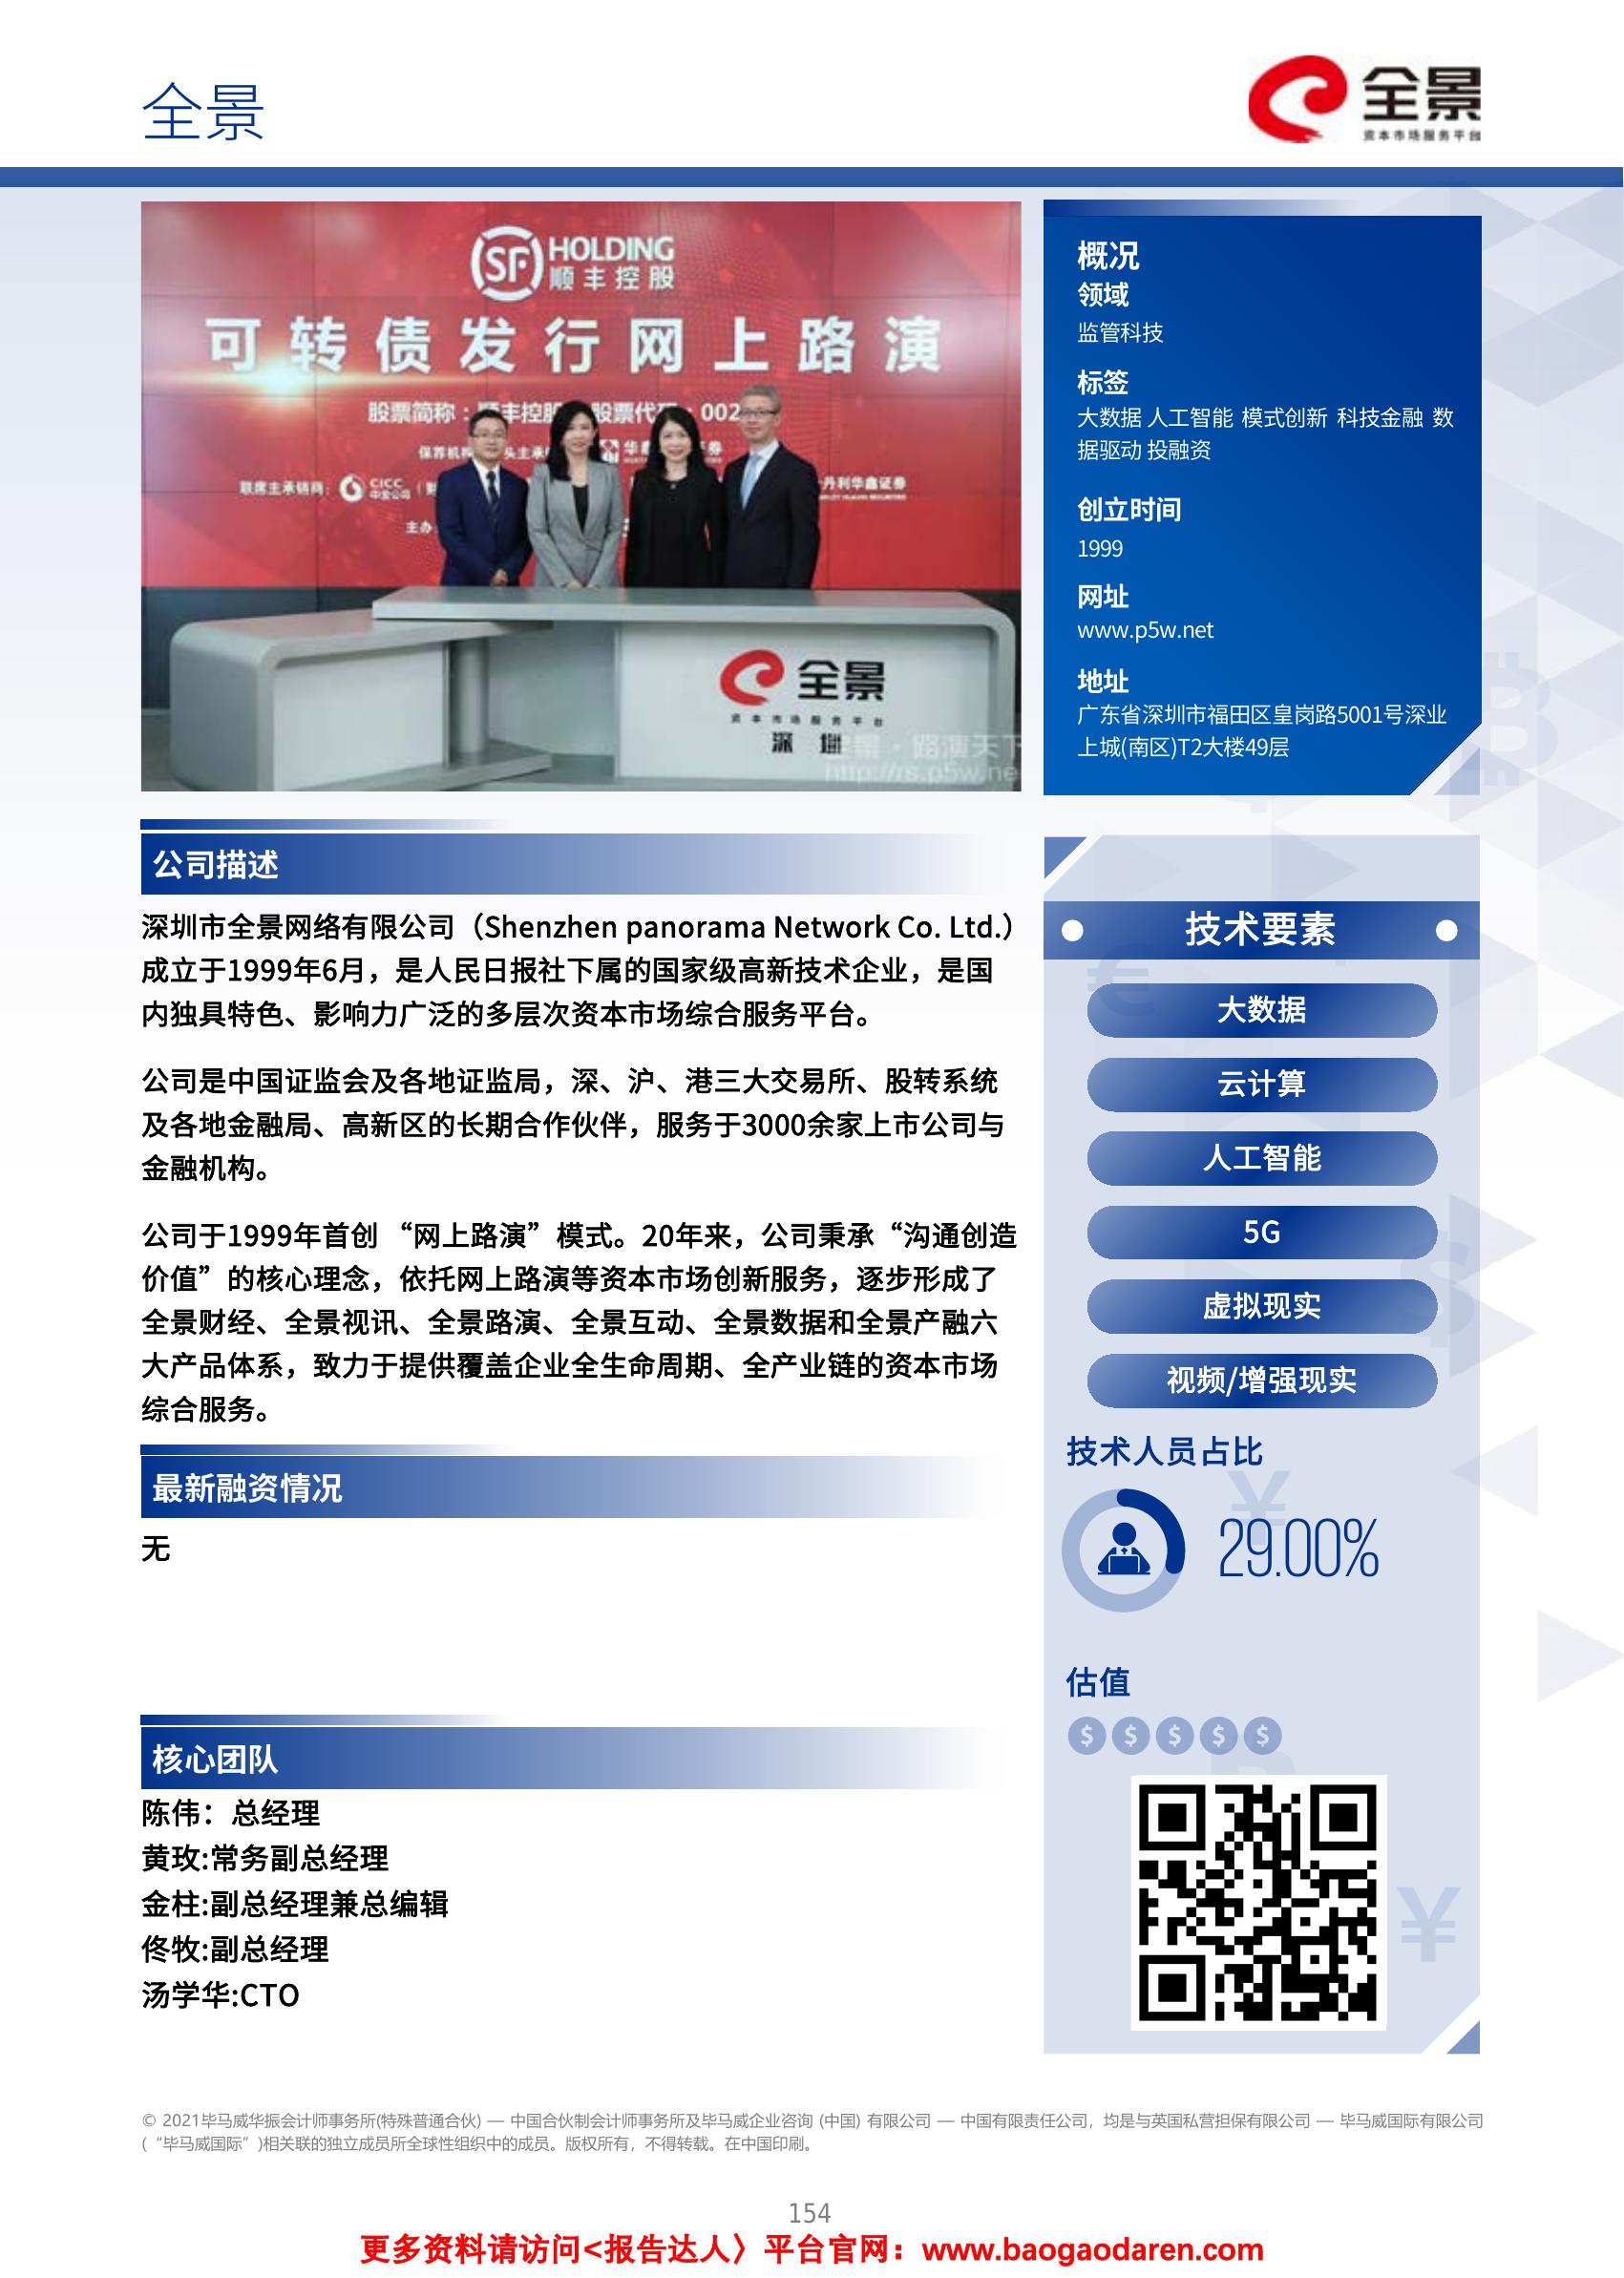 全景
全景
资本市场服务平台
SF HOLDING
顺丰控股
可转债发行网上路演
股票简称：顺丰控股 股票代码：002
保荐机构 头主承 华鑫 券
联席主承销商： CICC 中金公司 丹利华鑫证券
主办
全景
资本市场服务平台
深圳
全景·路演天下
http://rs.p5w.ne
概况
领域
监管科技
标签
大数据 人工智能 模式创新 科技金融 数
据驱动 投融资
创立时间
1999
网址
www.p5w.net
地址
广东省深圳市福田区皇岗路5001号深业
上城(南区)T2大楼49层
公司描述
深圳市全景网络有限公司（Shenzhen panorama Network Co. Ltd.）
成立于1999年6月，是人民日报社下属的国家级高新技术企业，是国
内独具特色、影响力广泛的多层次资本市场综合服务平台。
公司是中国证监会及各地证监局，深、沪、港三大交易所、股转系统
及各地金融局、高新区的长期合作伙伴，服务于3000余家上市公司与
金融机构。
公司于1999年首创 “网上路演”模式。20年来，公司秉承“沟通创造
价值”的核心理念，依托网上路演等资本市场创新服务，逐步形成了
全景财经、全景视讯、全景路演、全景互动、全景数据和全景产融六
大产品体系，致力于提供覆盖企业全生命周期、全产业链的资本市场
综合服务。
最新融资情况
无
核心团队
陈伟：总经理
黄玫:常务副总经理
金柱:副总经理兼总编辑
佟牧:副总经理
汤学华:CTO
技术要素
大数据
云计算
人工智能
5G
虚拟现实
视频/增强现实
技术人员占比
29.00%
估值
© 2021毕马威华振会计师事务所(特殊普通合伙) — 中国合伙制会计师事务所及毕马威企业咨询 (中国) 有限公司 — 中国有限责任公司，均是与英国私营担保有限公司 — 毕马威国际有限公司
(“毕马威国际”)相关联的独立成员所全球性组织中的成员。版权所有，不得转载。在中国印刷。
154
更多资料请访问<报告达人〉平台官网：www.baogaodaren.com